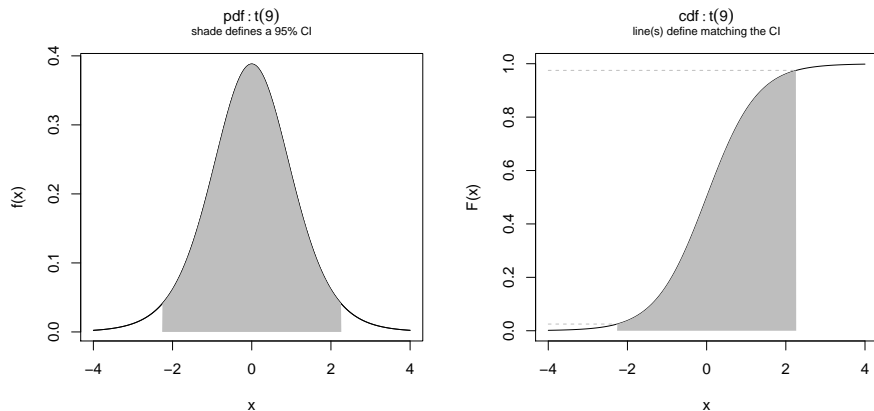 pdf : t(9)
shade defines a 95% CI
f(x)
0.4
0.3
0.2
0.1
0.0
−4 −2 0 2 4
x
cdf : t(9)
line(s) define matching the CI
F(x)
1.0
0.8
0.6
0.4
0.2
0.0
−4 −2 0 2 4
x